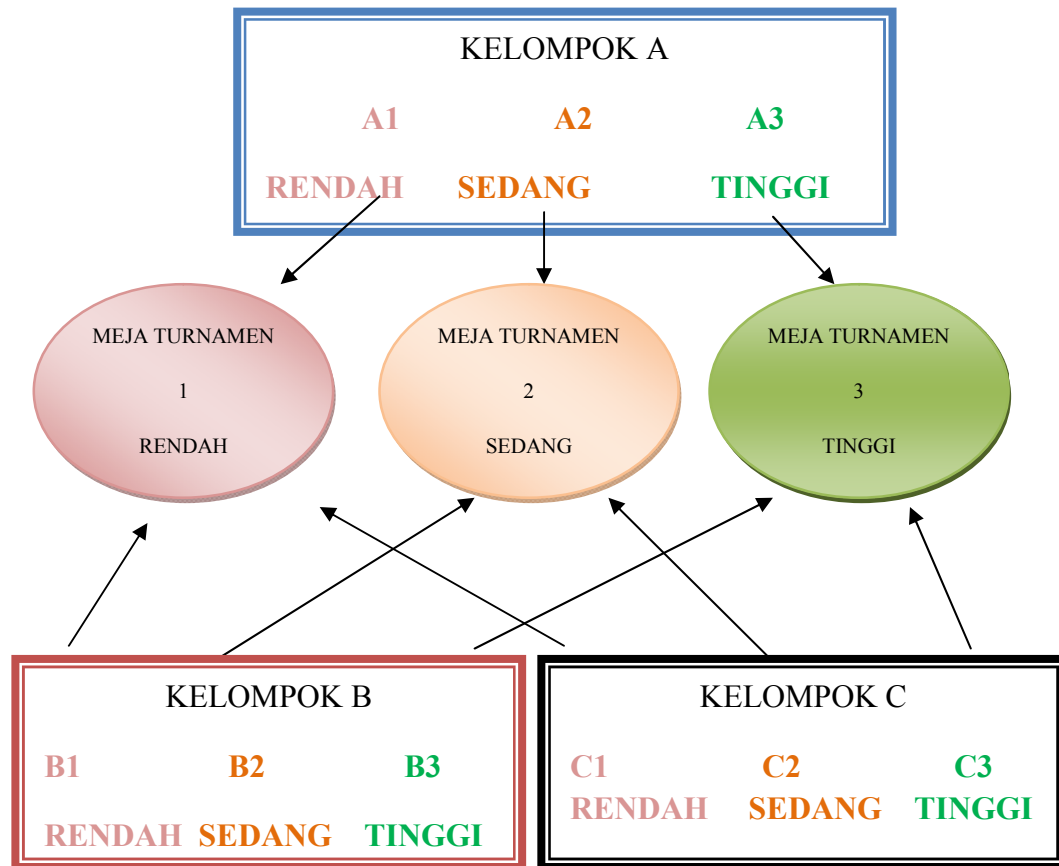 KELOMPOK A
A1 A2 A3
RENDAH SEDANG TINGGI
MEJA TURNAMEN
1
RENDAH
MEJA TURNAMEN
2
SEDANG
MEJA TURNAMEN
3
TINGGI
KELOMPOK B
B1 B2 B3
RENDAH SEDANG TINGGI
KELOMPOK C
C1 C2 C3
RENDAH SEDANG TINGGI